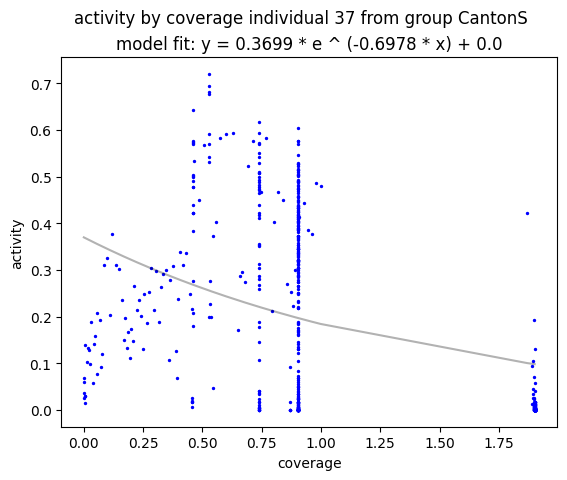 activity by coverage individual 37 from group CantonS
model fit: y = 0.3699 * e ^ (-0.6978 * x) + 0.0
0.7
0.6
0.5
0.4
0.3
0.2
0.1
0.0
activity
0.00 0.25 0.50 0.75 1.00 1.25 1.50 1.75
coverage